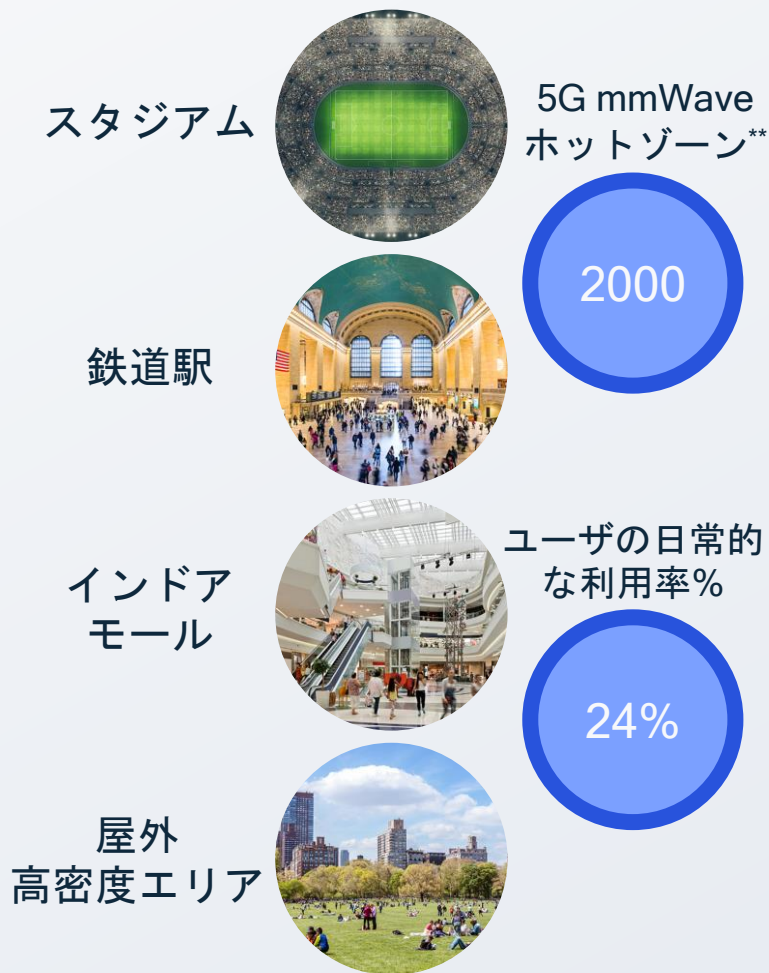 スタジアム
5G mmWave
ホットゾーン**
2000
鉄道駅
インドア
モール
ユーザの日常的
な利用率%
24%
屋外
高密度エリア